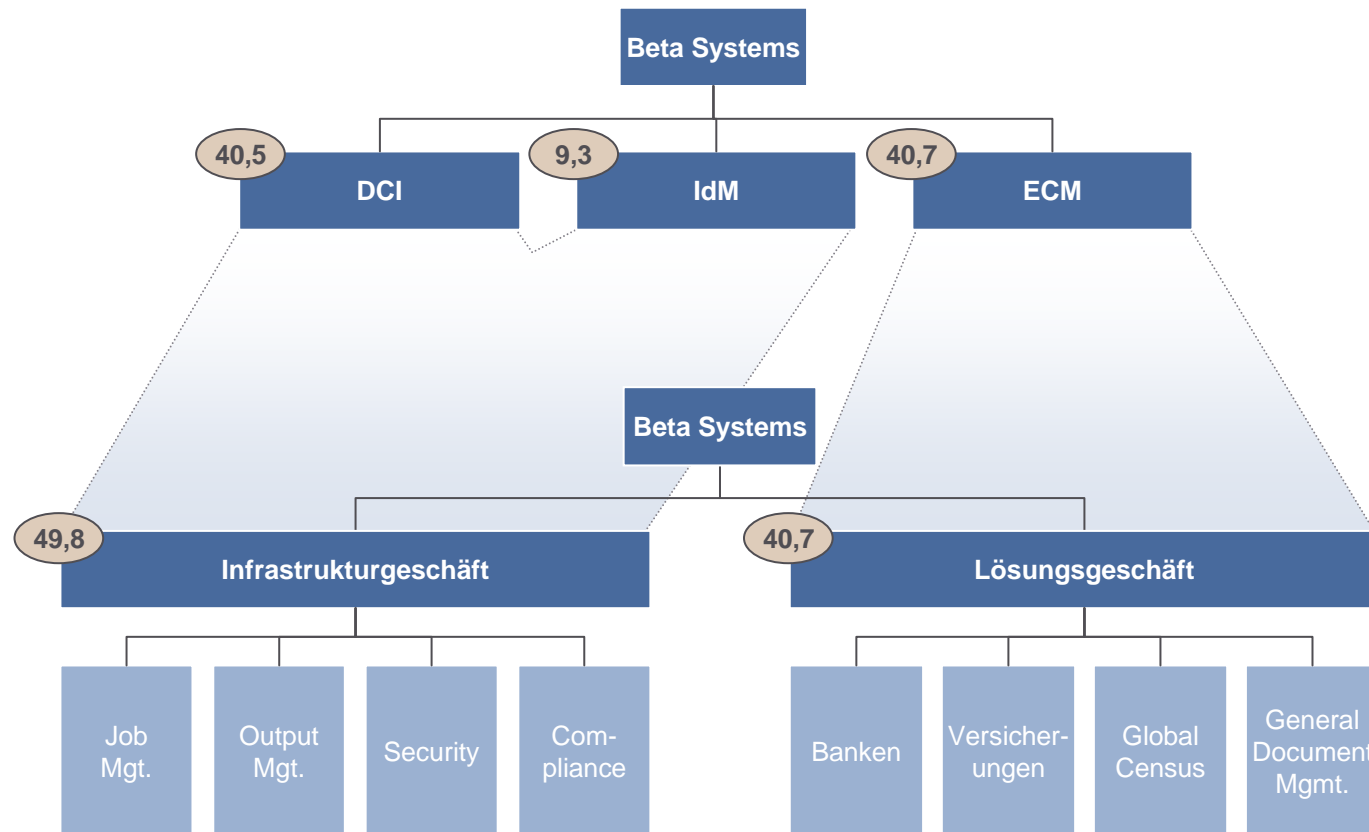 Beta Systems
40,5
9,3
40,7
DCI
IdM
ECM
Beta Systems
49,8
40,7
Infrastrukturgeschäft
Lösungsgeschäft
Job
Mgt.
Output
Mgt.
Security
Com-
pliance
Banken
Versicher-
ungen
Global
Census
General
Document
Mgmt.